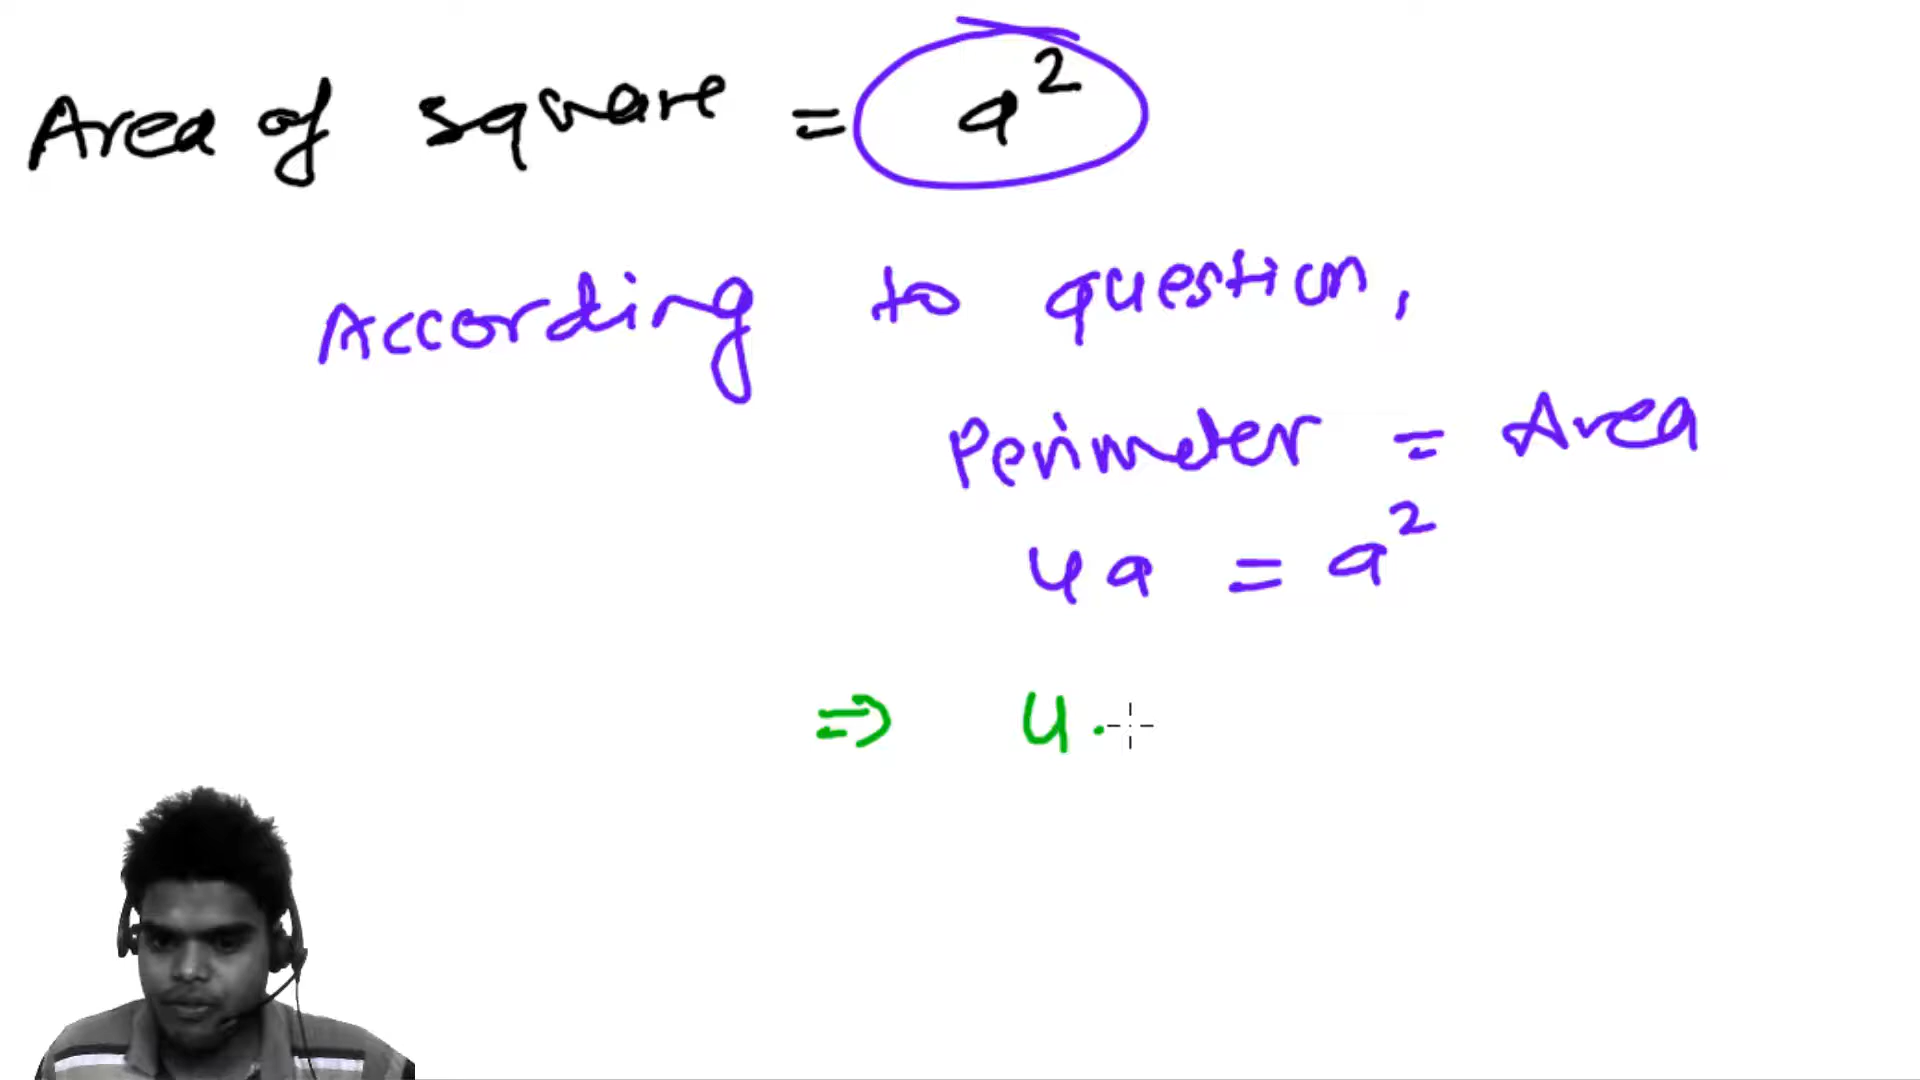 Area of square = a²
According to question,
Perimeter = Area
4a = a²
⇒ 4.